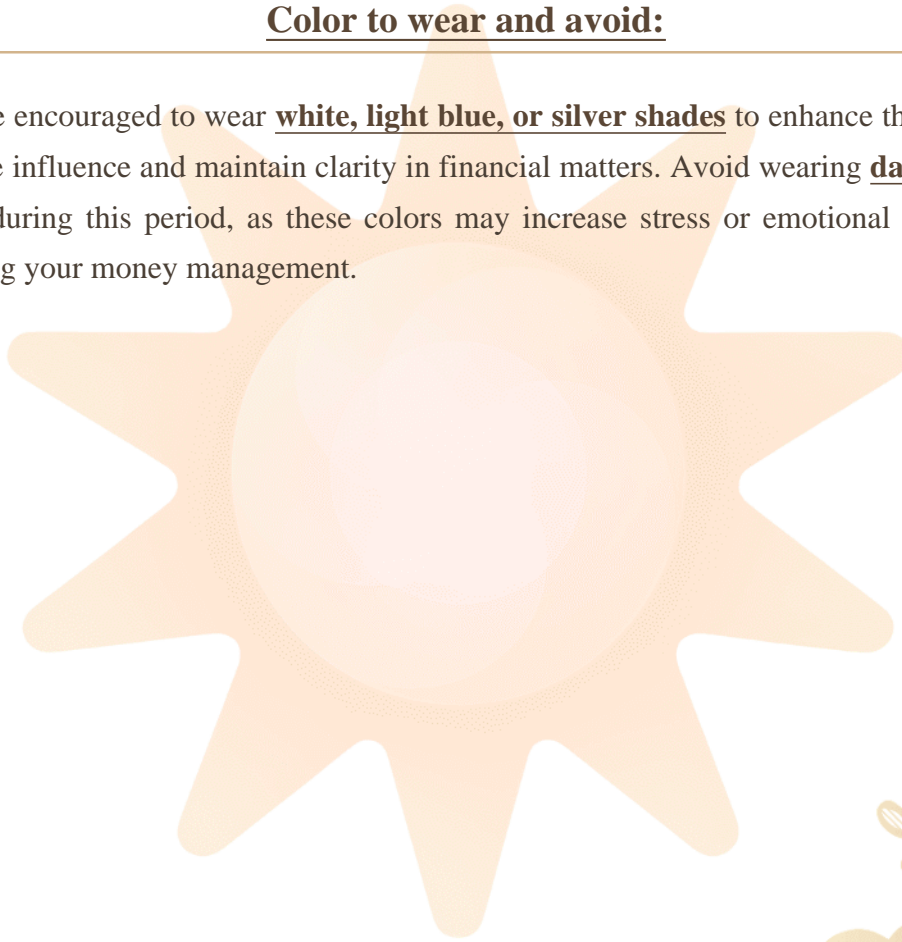 Color to wear and avoid:
encouraged to wear white, light blue, or silver shades to enhance
influence and maintain clarity in financial matters. Avoid wearing
during this period, as these colors may increase stress or emotional
your money management.